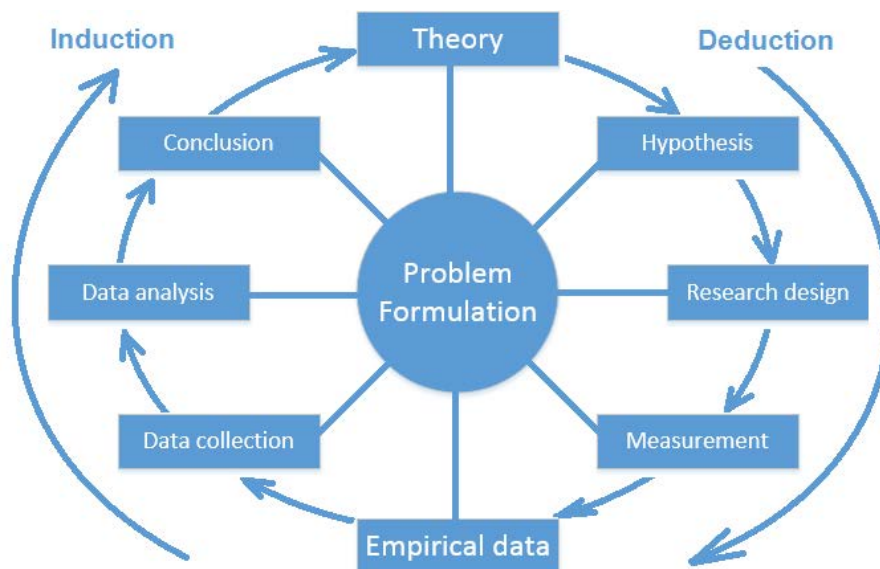 Induction
Theory
Deduction
Conclusion
Hypothesis
Problem
Formulation
Data analysis
Research design
Data collection
Measurement
Empirical data